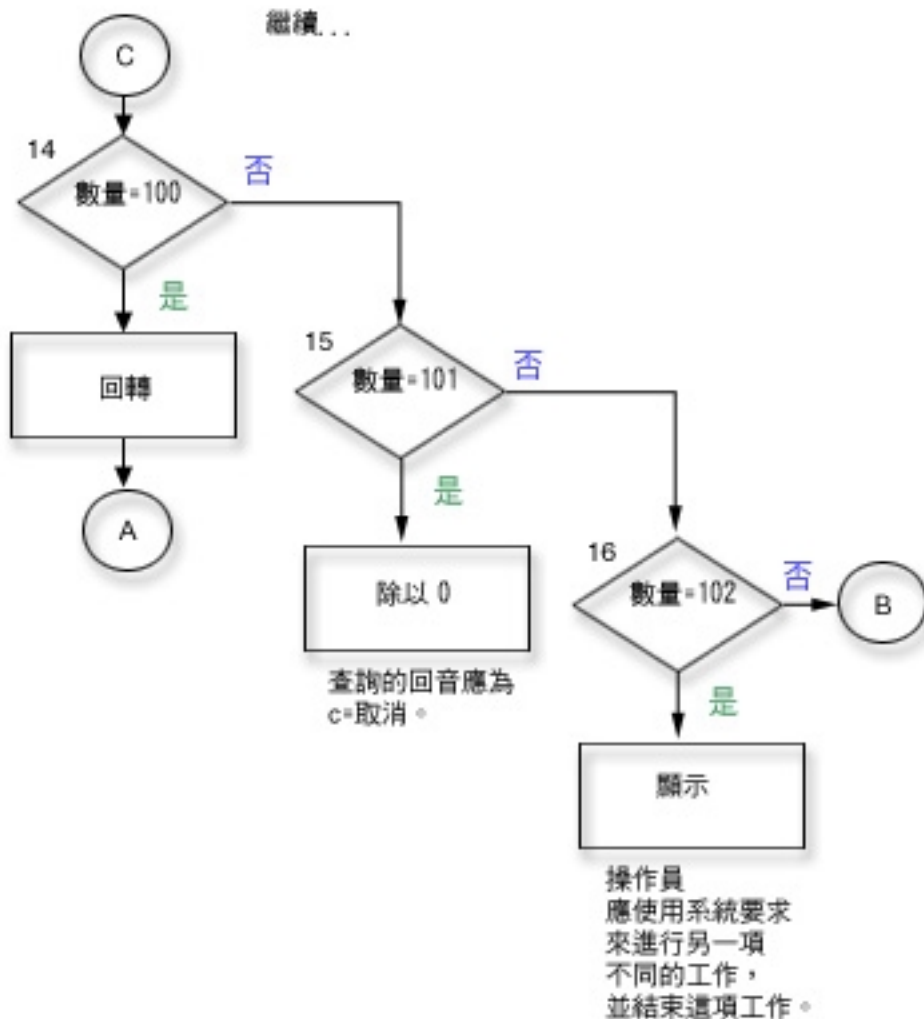 繼續...
C
14
數量=100
否
是
回轉
A
15
數量=101
否
是
除以 0
查詢的回音應為
c=取消。
16
數量=102
否
B
是
顯示
操作員
應使用系統要求
來進行另一項
不同的工作，
並結束這項工作。